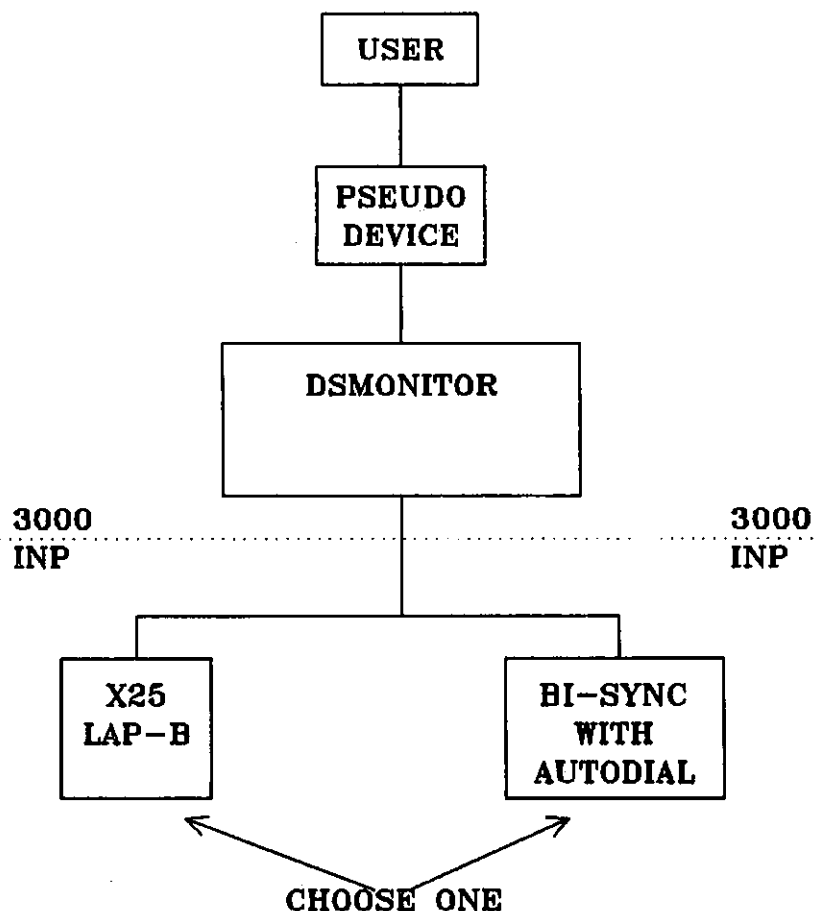 USER
PSEUDO
DEVICE
DSMONITOR
3000
INP
3000
INP
X25
LAP-B
BI-SYNC
WITH
AUTODIAL
CHOOSE ONE